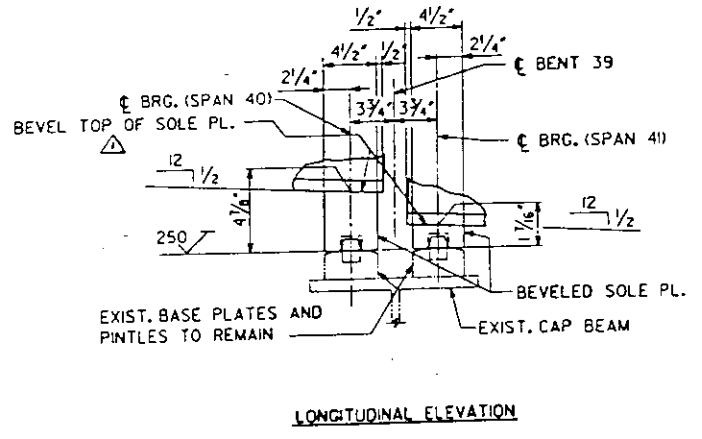 1/2" 4 1/2"
4 1/2" 1/2" 2 1/4"
2 1/4" ℄ BENT 39
℄ BRG. (SPAN 40) 3 3/4" 3 3/4"
BEVEL TOP OF SOLE PL. ℄ BRG. (SPAN 41)
1
12 1/2
4 7/8"
12 1/2
1 7/16"
250
BEVELED SOLE PL.
EXIST. BASE PLATES AND
PINTLES TO REMAIN
EXIST. CAP BEAM
LONGITUDINAL ELEVATION